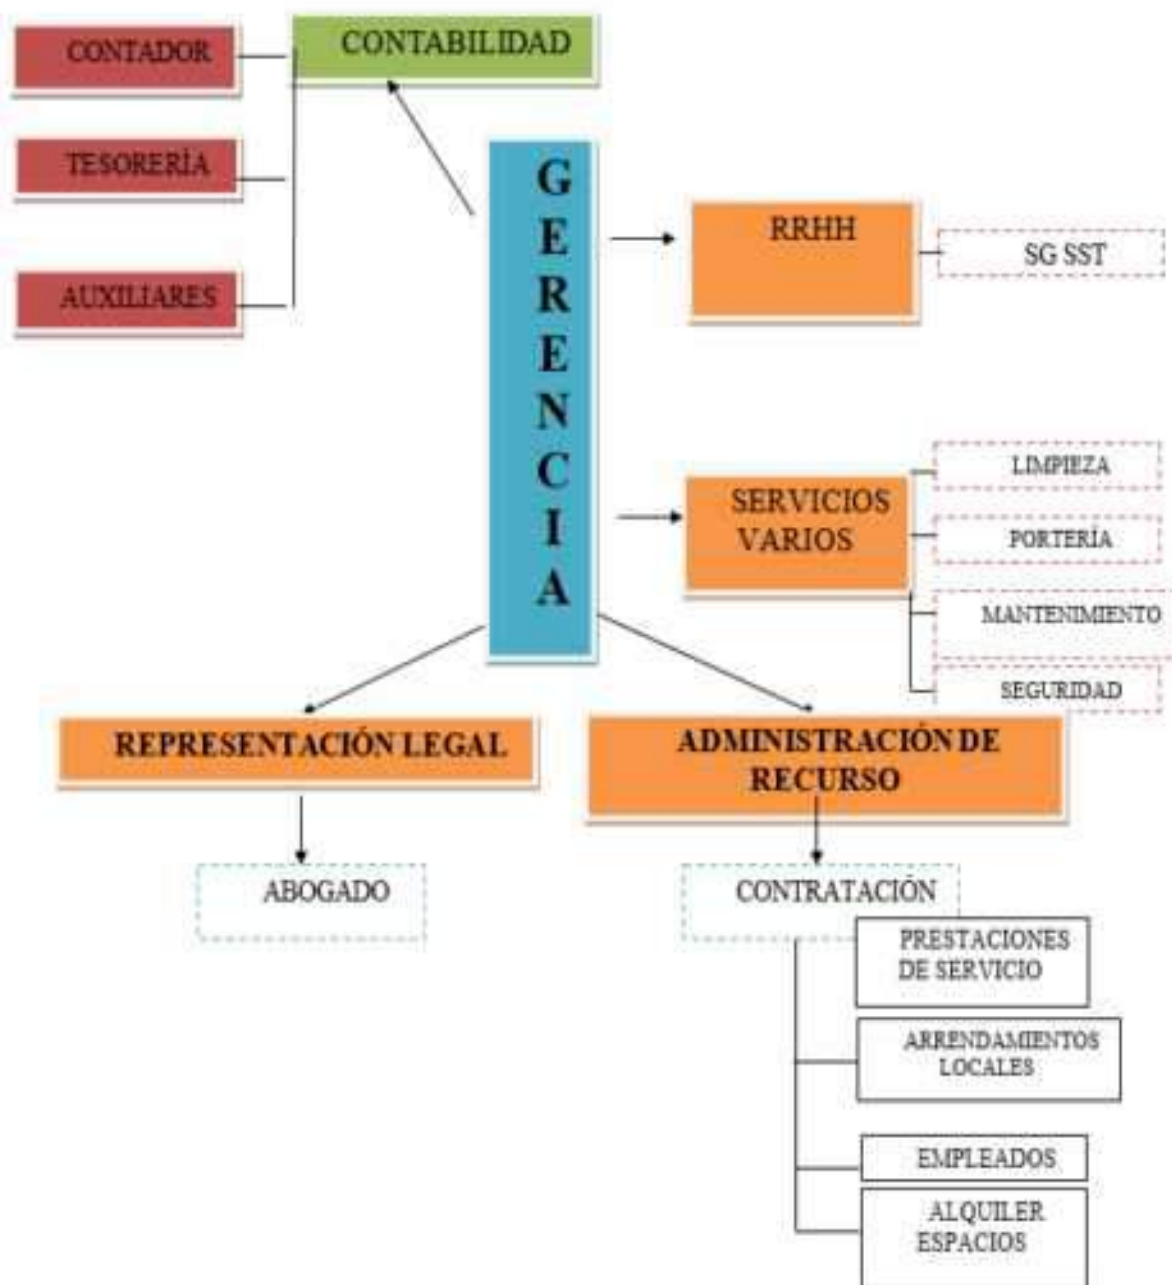 CONTADOR
CONTABILIDAD
TESORERÍA
AUXILIARES
G
E
R
E
N
C
I
A
RRHH
SG SST
SERVICIOS
VARIOS
LIMPIEZA
PORTERÍA
MANTENIMIENTO
SEGURIDAD
REPRESENTACIÓN LEGAL
ABOGADO
ADMINISTRACIÓN DE
RECURSO
CONTRATACIÓN
PRESTACIONES
DE SERVICIO
ARRENDAMIENTOS
LOCALES
EMPLEADOS
ALQUILER
ESPACIOS